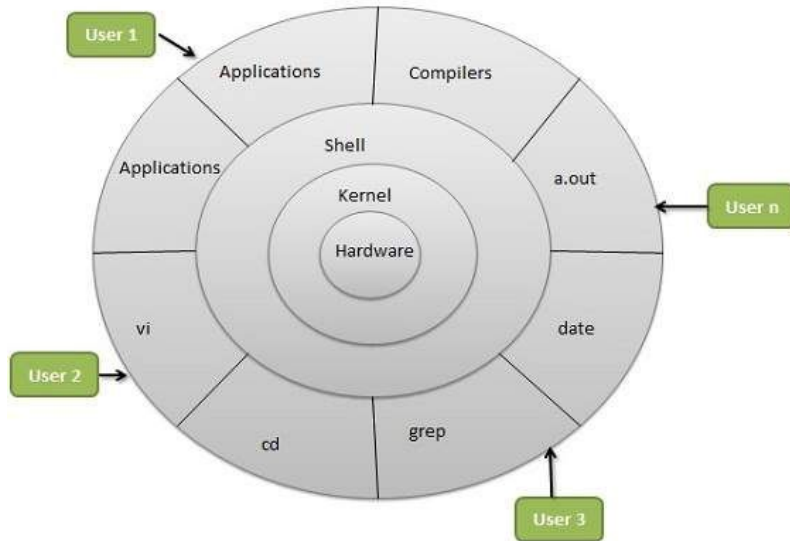 User 1
Applications
Compilers
Shell
Applications
a.out
Kernel
User n
Hardware
vi
date
User 2
cd
grep
User 3